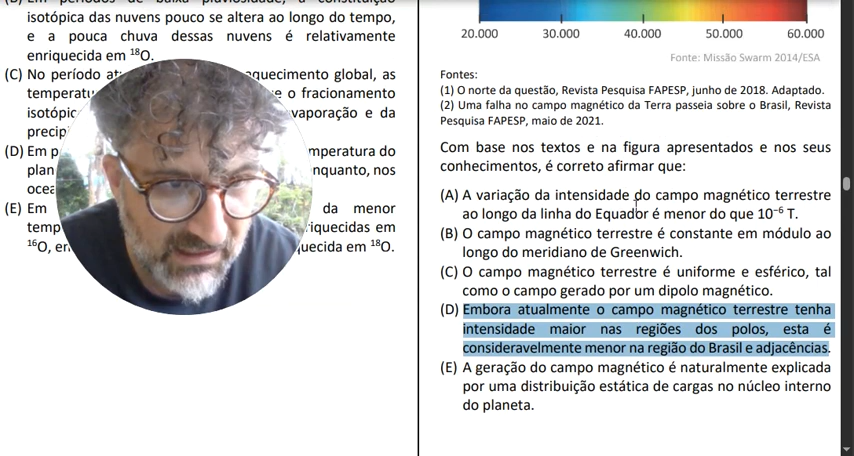 isotópica das nuvens pouco se altera ao longo do tempo,
e a pouca chuva dessas nuvens é relativamente
enriquecida em ¹⁸O.
(C) No período aquecimento global, as
o fracionamento
da
(D) Em temperatura do
enquanto, nos
(E) Em da menor
enriquecidas em
¹⁶O, enriquecida em ¹⁸O.
20.000 30.000 40.000 50.000 60.000
Fonte: Missão Swarm 2014/ESA
Fontes:
(1) O norte da questão, Revista Pesquisa FAPESP, junho de 2018. Adaptado.
(2) Uma falha no campo magnético da Terra passeia sobre o Brasil, Revista
Pesquisa FAPESP, maio de 2021.
Com base nos textos e na figura apresentados e nos seus
conhecimentos, é correto afirmar que:
(A) A variação da intensidade do campo magnético terrestre
ao longo da linha do Equador é menor do que 10⁻⁶ T.
(B) O campo magnético terrestre é constante em módulo ao
longo do meridiano de Greenwich.
(C) O campo magnético terrestre é uniforme e esférico, tal
como o campo gerado por um dipolo magnético.
(D) Embora atualmente o campo magnético terrestre tenha
intensidade maior nas regiões dos polos, esta é
consideravelmente menor na região do Brasil e adjacências.
(E) A geração do campo magnético é naturalmente explicada
por uma distribuição estática de cargas no núcleo interno
do planeta.